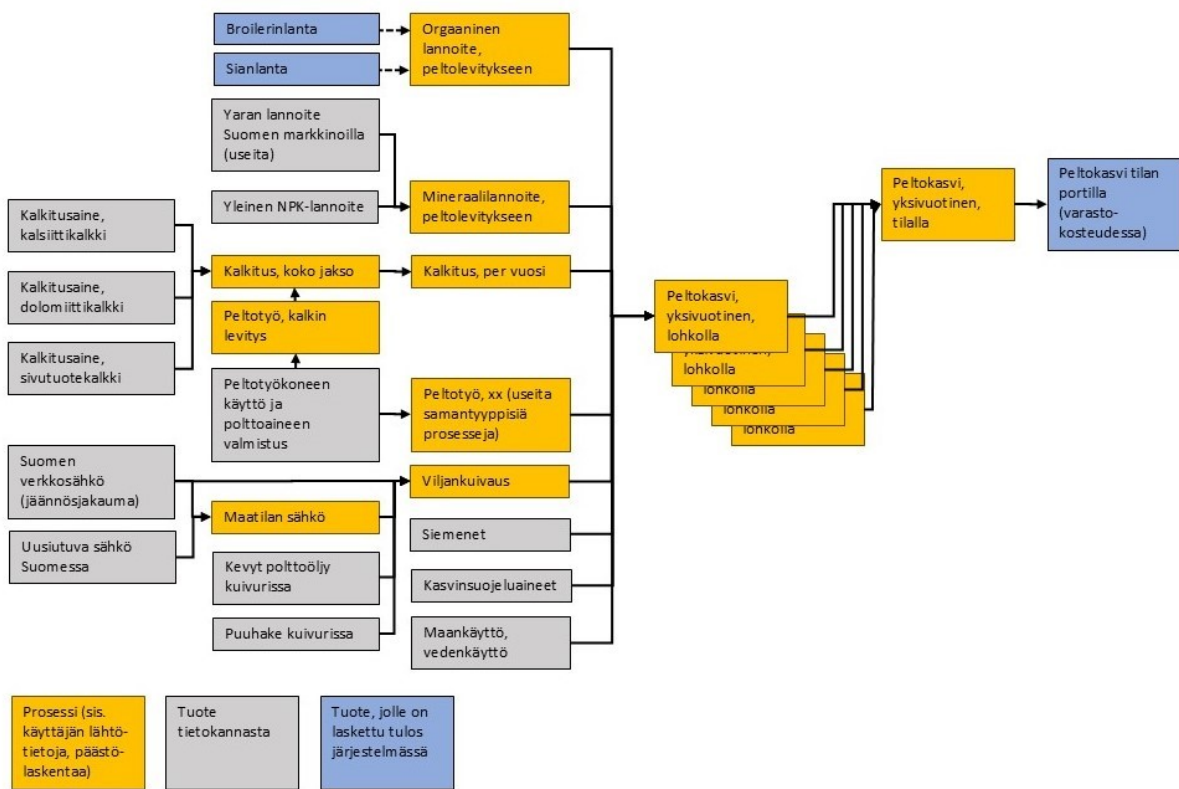 Broilerinlanta
Sianlanta
Orgaaninen
lannoite,
peltolevitykseen
Yaran lannoite
Suomen markkinoilla
(useita)
Yleinen NPK-lannoite
Mineraalilannoite,
peltolevitykseen
Kalkitusaine,
kalsiittikalkki
Kalkitusaine,
dolomiittikalkki
Kalkitusaine,
sivutuotekalkki
Kalkitus, koko jakso
Kalkitus, per vuosi
Peltotyö, kalkin
levitys
Peltotyökoneen
käyttö ja
polttoaineen
valmistus
Peltotyö, xx (useita
samantyyppisiä
prosesseja)
Suomen
verkkosähkö
(jäännösjakauma)
Uusiutuva sähkö
Suomessa
Maatilan sähkö
Kevyt polttoöljy
kuivurissa
Puuhake kuivurissa
Viljankuivaus
Siemenet
Kasvinsuojeluaineet
Maankäyttö,
vedenkäyttö
Peltokasvi,
yksivuotinen,
lohkolla
yksivuotinen,
lohkolla
lohkolla
lohkolla
lohkolla
Peltokasvi,
yksivuotinen,
tilalla
Peltokasvi tilan
portilla
(varasto-
kosteudessa)
Prosessi (sis.
käyttäjän lähtö-
tietoja, päästö-
laskentaa)
Tuote
tietokannasta
Tuote, jolle on
laskettu tulos
järjestelmässä